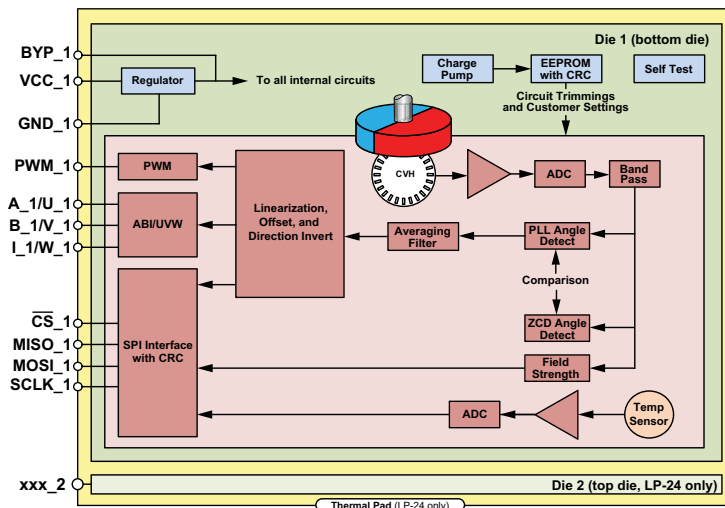 Die 1 (bottom die)
BYP_1
VCC_1
GND_1
Regulator
To all internal circuits
Charge
Pump
EEPROM
with CRC
Self Test
Circuit Trimmings
and Customer Settings
PWM_1
PWM
A_1/U_1
B_1/V_1
I_1/W_1
ABI/UVW
Linearization,
Offset, and
Direction Invert
CVH
ADC
Band
Pass
Averaging
Filter
PLL Angle
Detect
Comparison
ZCD Angle
Detect
CS_1
MISO_1
MOSI_1
SCLK_1
SPI Interface
with CRC
Field
Strength
ADC
Temp
Sensor
xxx_2
Die 2 (top die, LP-24 only)
Thermal Pad (LP-24 only)